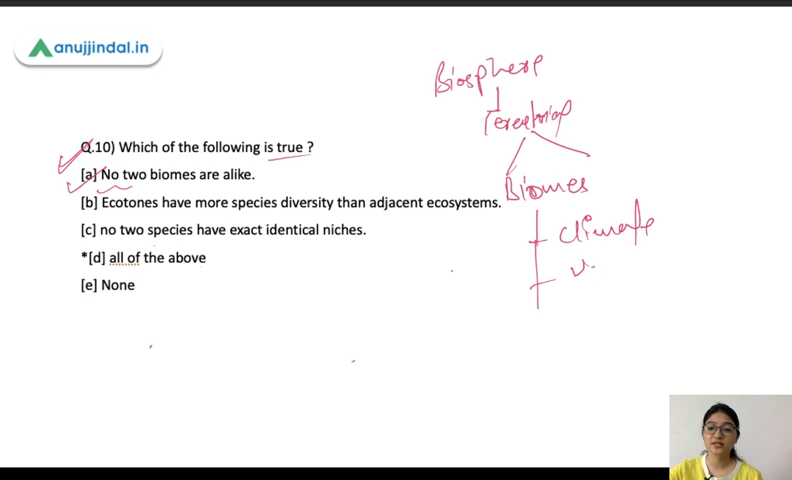 anujjindal.in
Biosphere
Q.10) Which of the following is true ?
[a] No two biomes are alike.
[b] Ecotones have more species diversity than adjacent ecosystems.
[c] no two species have exact identical niches.
*[d] all of the above
[e] None
Biomes
climate